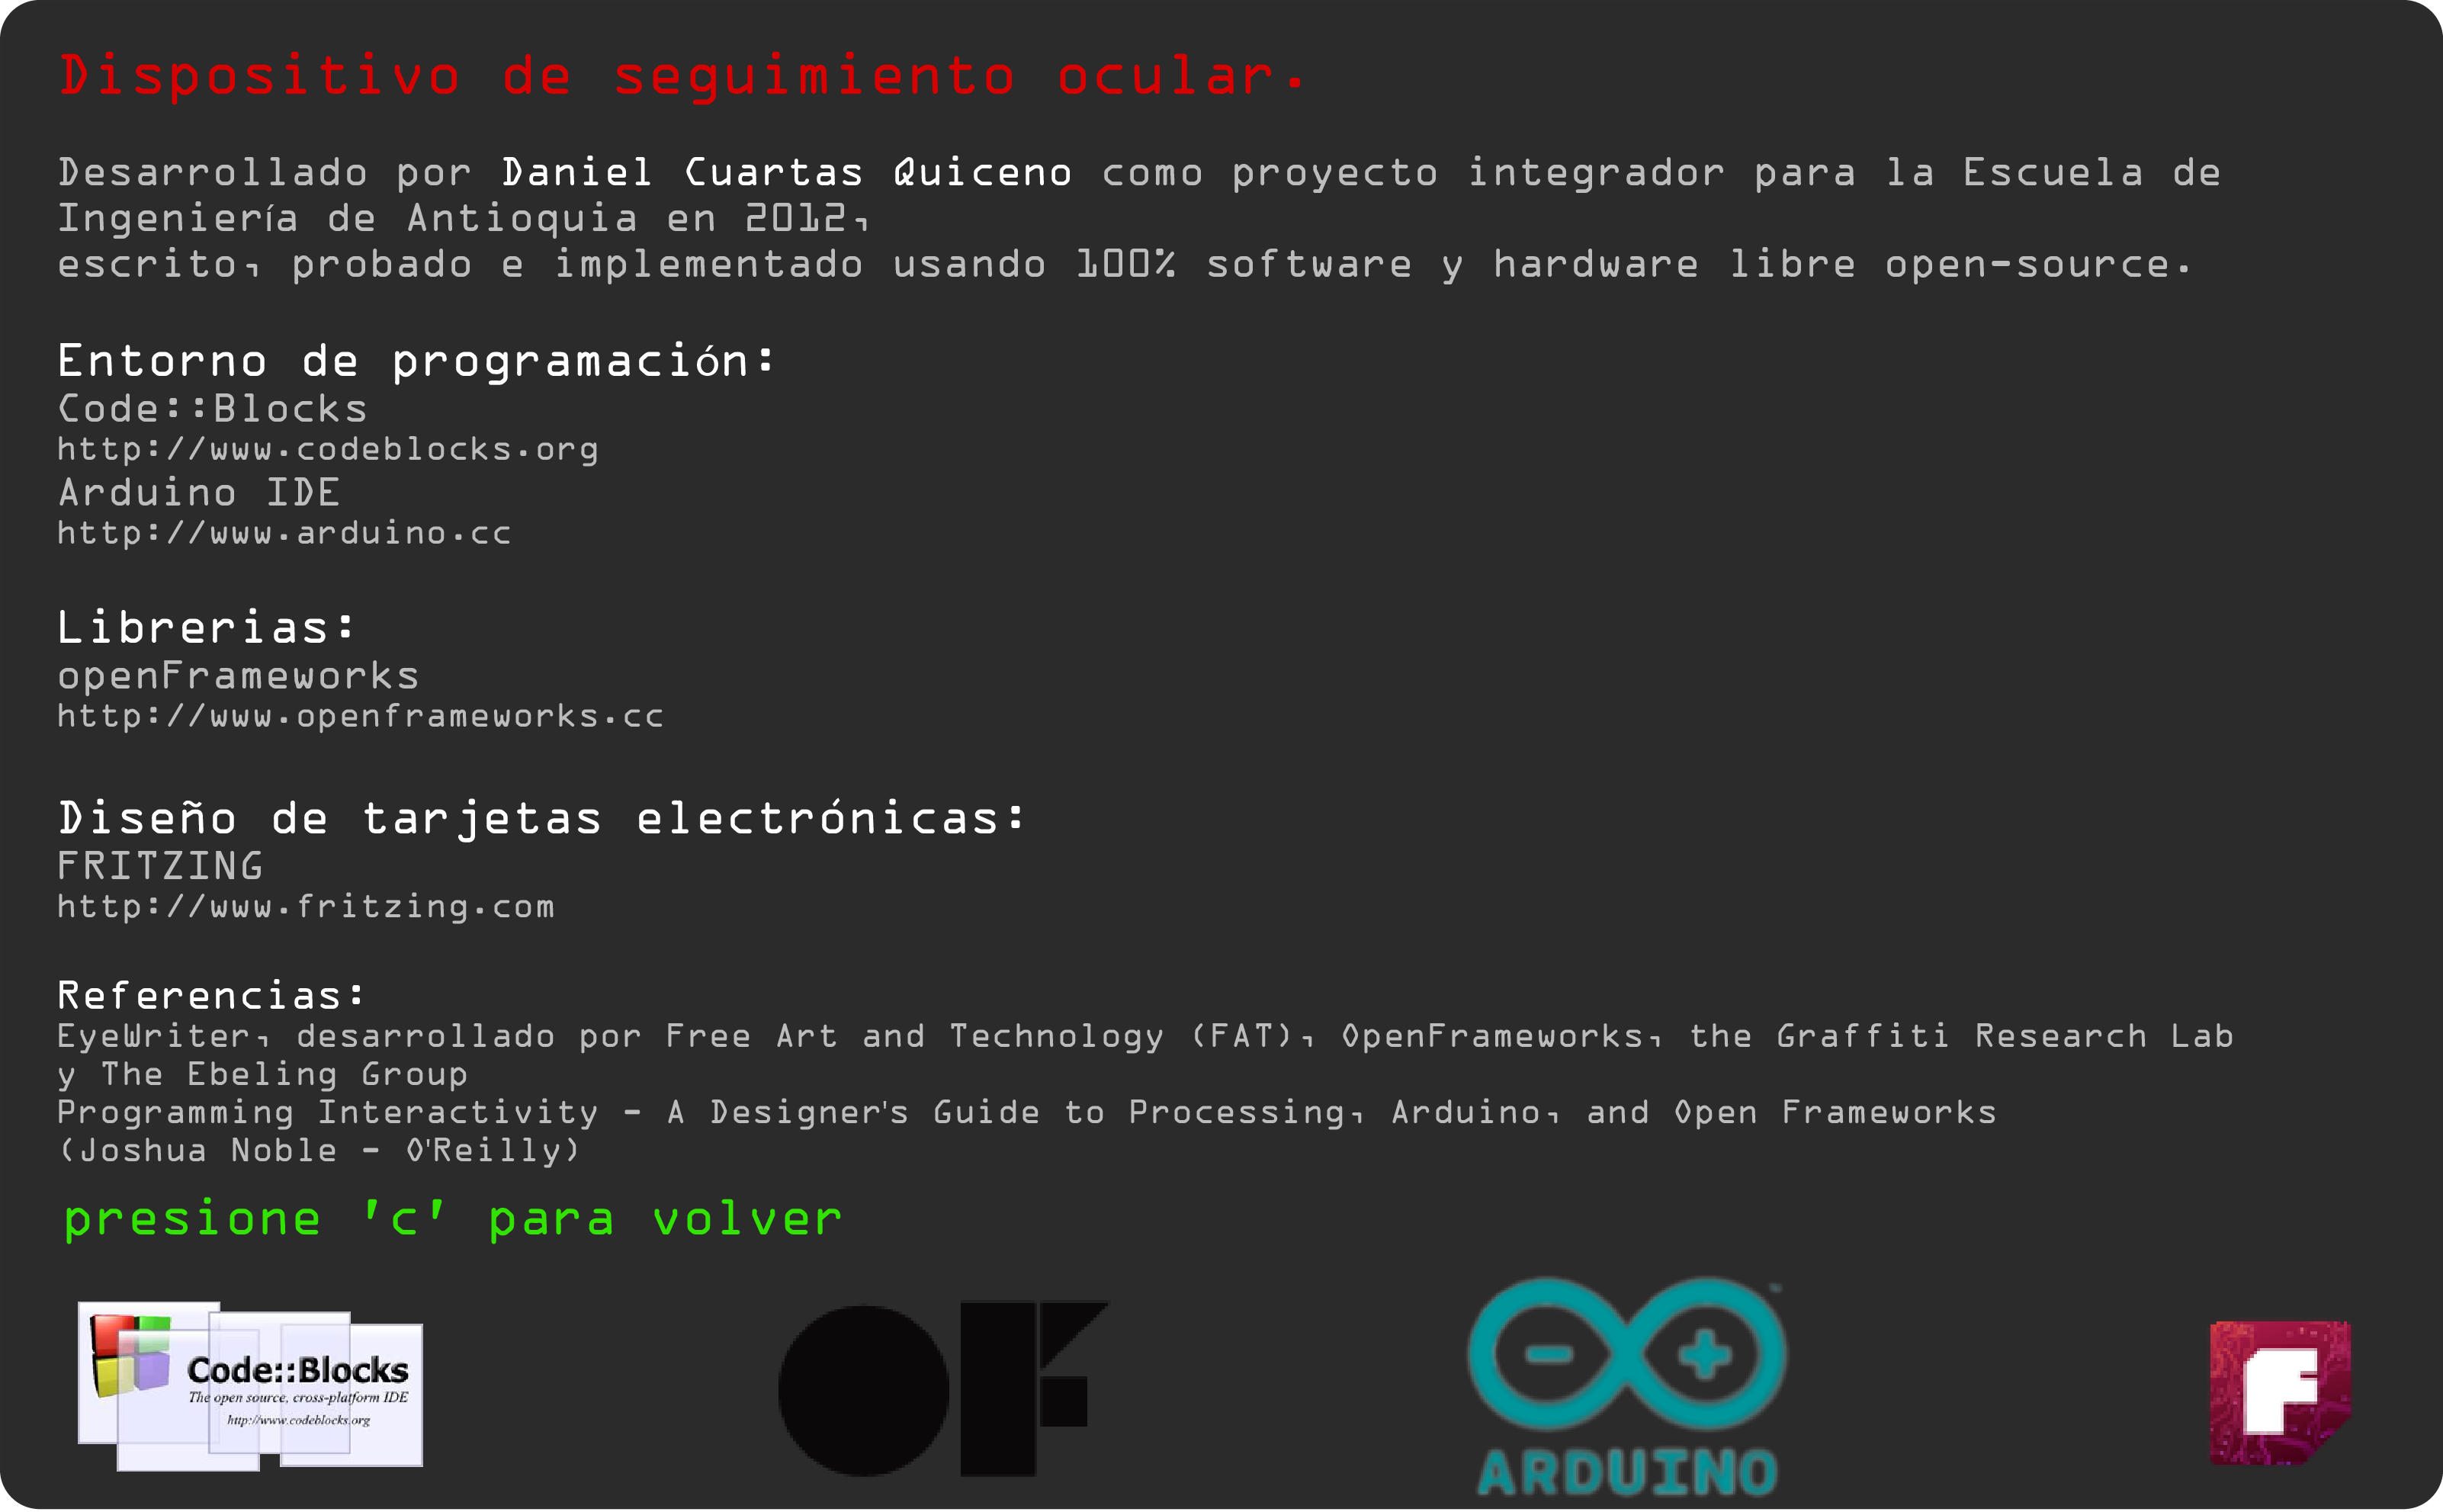 Dispositivo de seguimiento ocular.
Desarrollado por Daniel Cuartas Quiceno como proyecto integrador para la Escuela de
Ingeniería de Antioquia en 2012,
escrito, probado e implementado usando 100% software y hardware libre open-source.
Entorno de programación:
Code::Blocks
http://www.codeblocks.org
Arduino IDE
http://www.arduino.cc
Librerias:
openFrameworks
http://www.openframeworks.cc
Diseño de tarjetas electrónicas:
FRITZING
http://www.fritzing.com
Referencias:
EyeWriter, desarrollado por Free Art and Technology (FAT), OpenFrameworks, the Graffiti Research Lab
y The Ebeling Group
Programming Interactivity - A Designer's Guide to Processing, Arduino, and Open Frameworks
(Joshua Noble - O'Reilly)
presione 'c' para volver
Code::Blocks
The open source, cross-platform IDE
http://www.codeblocks.org
OF
ARDUINO
F